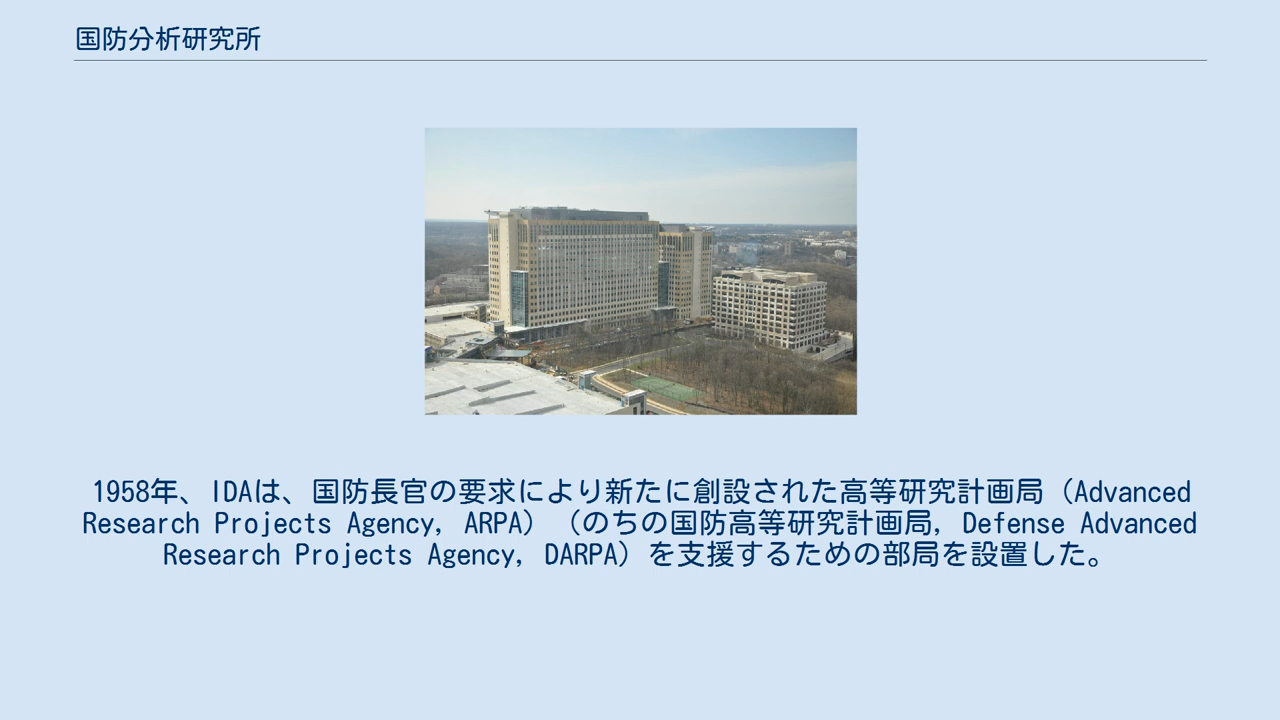 国防分析研究所
1958年、IDAは、国防長官の要求により新たに創設された高等研究計画局（Advanced
Research Projects Agency, ARPA）（のちの国防高等研究計画局, Defense Advanced
Research Projects Agency, DARPA）を支援するための部局を設置した。